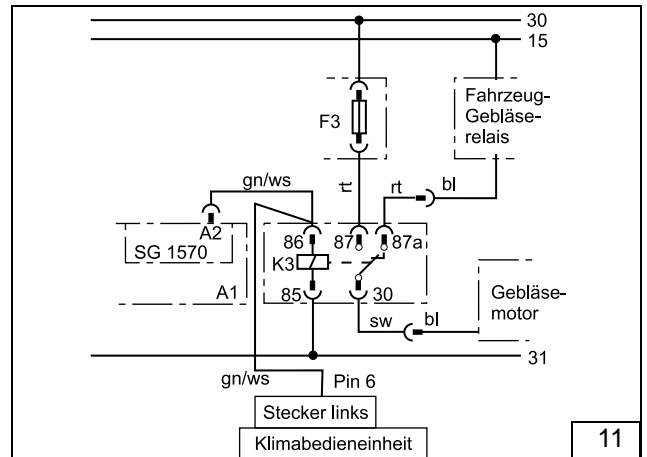 30
15
Fahrzeug-
Gebläse-
relais
F3
gn/ws
rt
rt
bl
A2
SG 1570
A1
86
87
87a
K3
85
30
Gebläse-
motor
sw
bl
31
gn/ws
Pin 6
Stecker links
Klimabedieneinheit
11